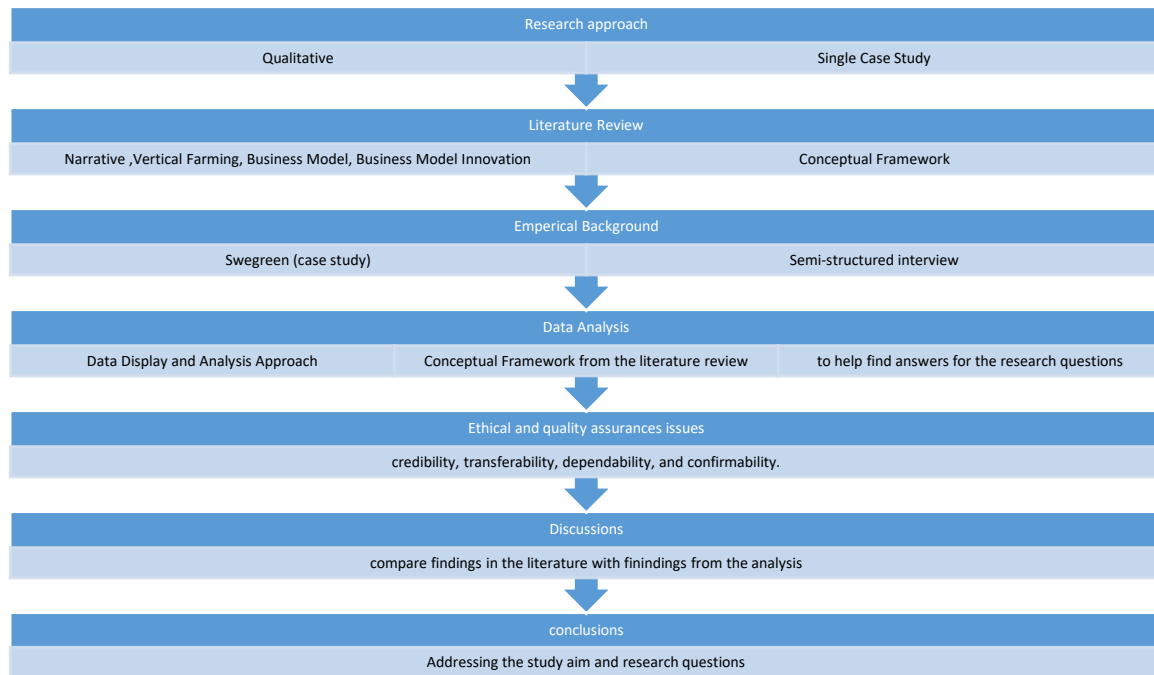 Research approach
Qualitative
Single Case Study
Literature Review
Narrative ,Vertical Farming, Business Model, Business Model Innovation
Conceptual Framework
Emperical Background
Swegreen (case study)
Semi-structured interview
Data Analysis
Data Display and Analysis Approach
Conceptual Framework from the literature review
to help find answers for the research questions
Ethical and quality assurances issues
credibility, transferability, dependability, and confirmability.
Discussions
compare findings in the literature with finindings from the analysis
conclusions
Addressing the study aim and research questions